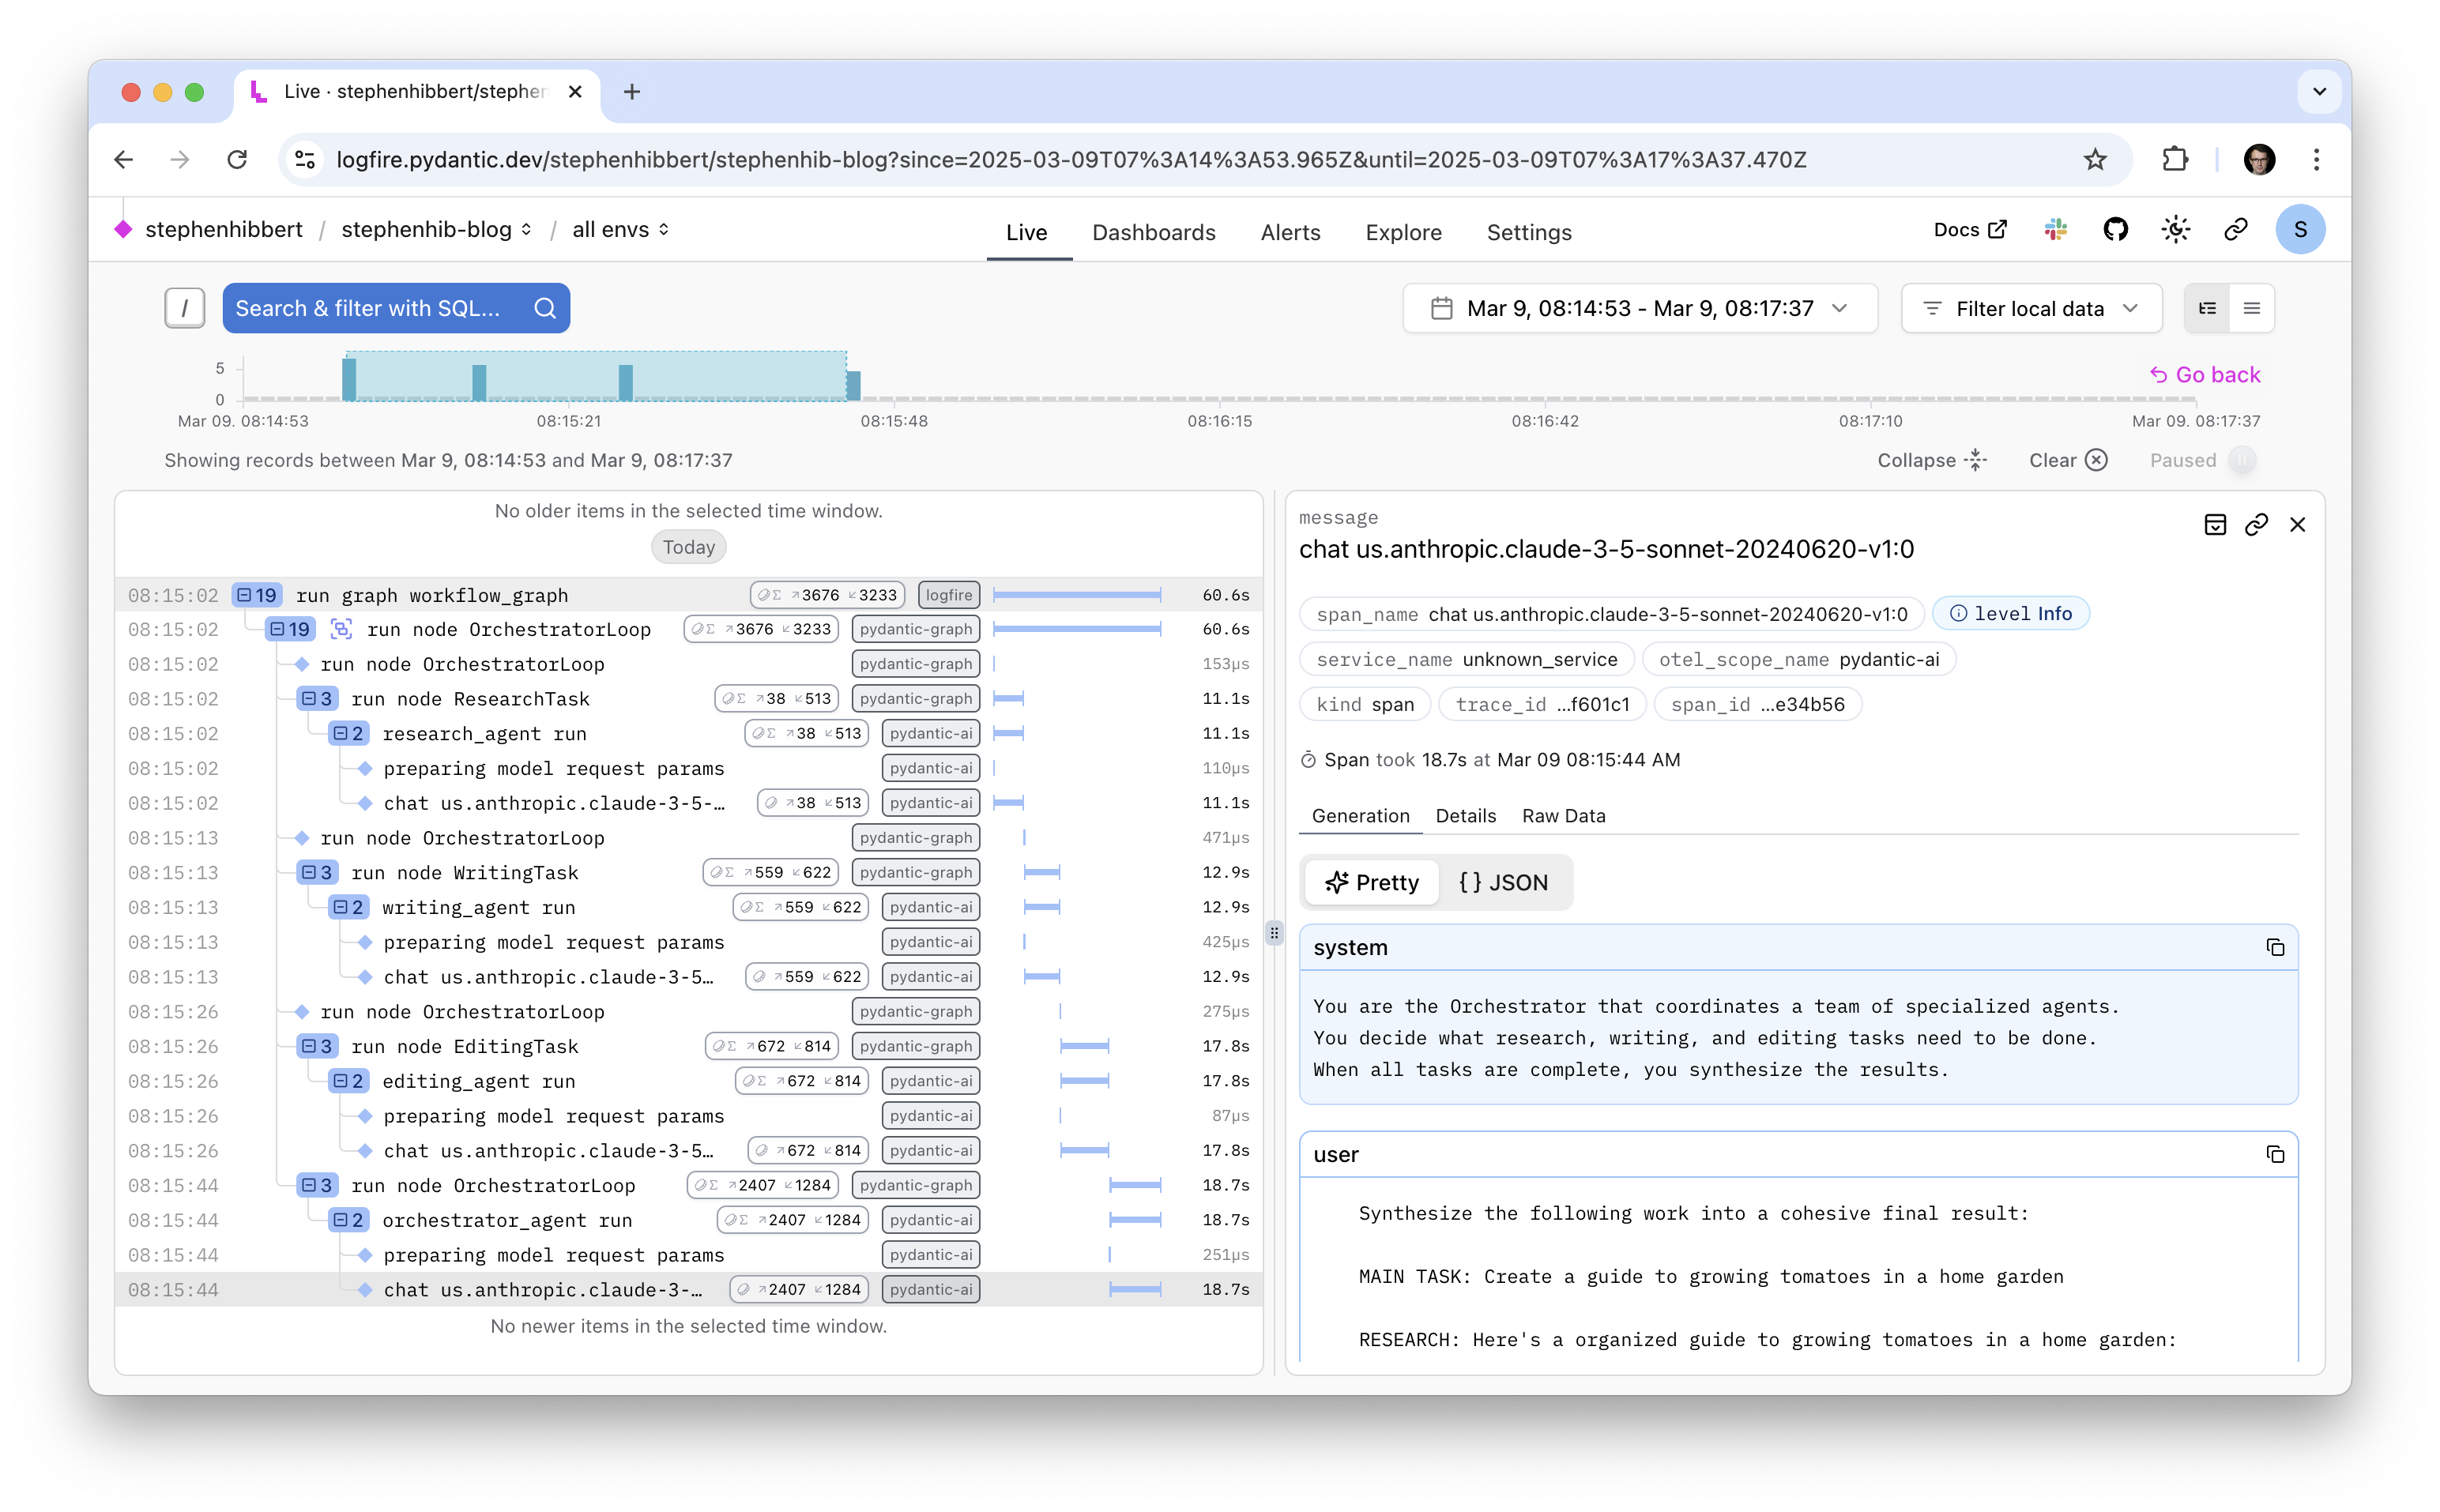 Live · stephenhibbert/stephen
logfire.pydantic.dev/stephenhibbert/stephenhib-blog?since=2025-03-09T07%3A14%3A53.965Z&until=2025-03-09T07%3A17%3A37.470Z
stephenhibbert / stephenhib-blog / all envs
Live Dashboards Alerts Explore Settings
Docs
S
/ Search & filter with SQL...
Mar 9, 08:14:53 - Mar 9, 08:17:37
Filter local data
5
0
Go back
Mar 09. 08:14:53 08:15:21 08:15:48 08:16:15 08:16:42 08:17:10 Mar 09. 08:17:37
Showing records between Mar 9, 08:14:53 and Mar 9, 08:17:37
Collapse Clear Paused
No older items in the selected time window.
Today
08:15:02 19 run graph workflow_graph Σ ↗3676 ↙3233 logfire 60.6s
08:15:02 19 run node OrchestratorLoop Σ ↗3676 ↙3233 pydantic-graph 60.6s
08:15:02 run node OrchestratorLoop pydantic-graph 153µs
08:15:02 3 run node ResearchTask Σ ↗38 ↙513 pydantic-graph 11.1s
08:15:02 2 research_agent run Σ ↗38 ↙513 pydantic-ai 11.1s
08:15:02 preparing model request params pydantic-ai 110µs
08:15:02 chat us.anthropic.claude-3-5-… ↗38 ↙513 pydantic-ai 11.1s
08:15:13 run node OrchestratorLoop pydantic-graph 471µs
08:15:13 3 run node WritingTask Σ ↗559 ↙622 pydantic-graph 12.9s
08:15:13 2 writing_agent run Σ ↗559 ↙622 pydantic-ai 12.9s
08:15:13 preparing model request params pydantic-ai 425µs
08:15:13 chat us.anthropic.claude-3-5… ↗559 ↙622 pydantic-ai 12.9s
08:15:26 run node OrchestratorLoop pydantic-graph 275µs
08:15:26 3 run node EditingTask Σ ↗672 ↙814 pydantic-graph 17.8s
08:15:26 2 editing_agent run Σ ↗672 ↙814 pydantic-ai 17.8s
08:15:26 preparing model request params pydantic-ai 87µs
08:15:26 chat us.anthropic.claude-3-5… ↗672 ↙814 pydantic-ai 17.8s
08:15:44 3 run node OrchestratorLoop Σ ↗2407 ↙1284 pydantic-graph 18.7s
08:15:44 2 orchestrator_agent run Σ ↗2407 ↙1284 pydantic-ai 18.7s
08:15:44 preparing model request params pydantic-ai 251µs
08:15:44 chat us.anthropic.claude-3-… ↗2407 ↙1284 pydantic-ai 18.7s
No newer items in the selected time window.
message
chat us.anthropic.claude-3-5-sonnet-20240620-v1:0
span_name chat us.anthropic.claude-3-5-sonnet-20240620-v1:0 level Info
service_name unknown_service otel_scope_name pydantic-ai
kind span trace_id ...f601c1 span_id ...e34b56
Span took 18.7s at Mar 09 08:15:44 AM
Generation Details Raw Data
Pretty {} JSON
system
You are the Orchestrator that coordinates a team of specialized agents.
You decide what research, writing, and editing tasks need to be done.
When all tasks are complete, you synthesize the results.
user
Synthesize the following work into a cohesive final result:
MAIN TASK: Create a guide to growing tomatoes in a home garden
RESEARCH: Here's a organized guide to growing tomatoes in a home garden: